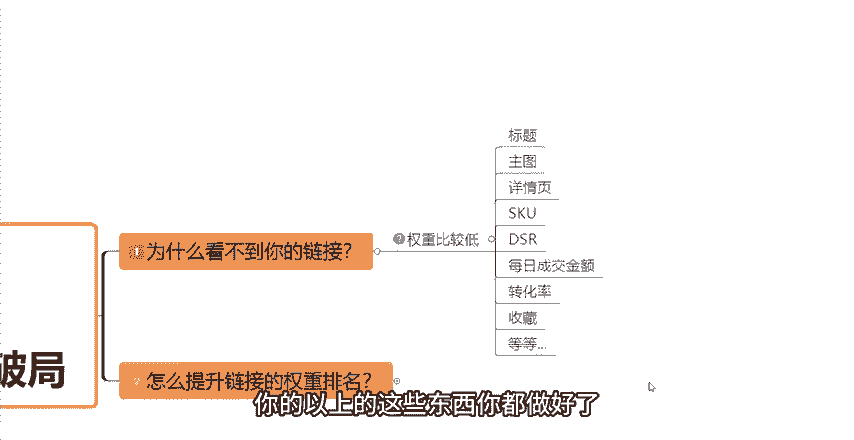 破局
为什么看不到你的链接?
权重比较低
标题
主图
详情页
SKU
DSR
每日成交金额
转化率
收藏
等等...
怎么提升链接的权重排名?
你的以上的这些东西你都做好了